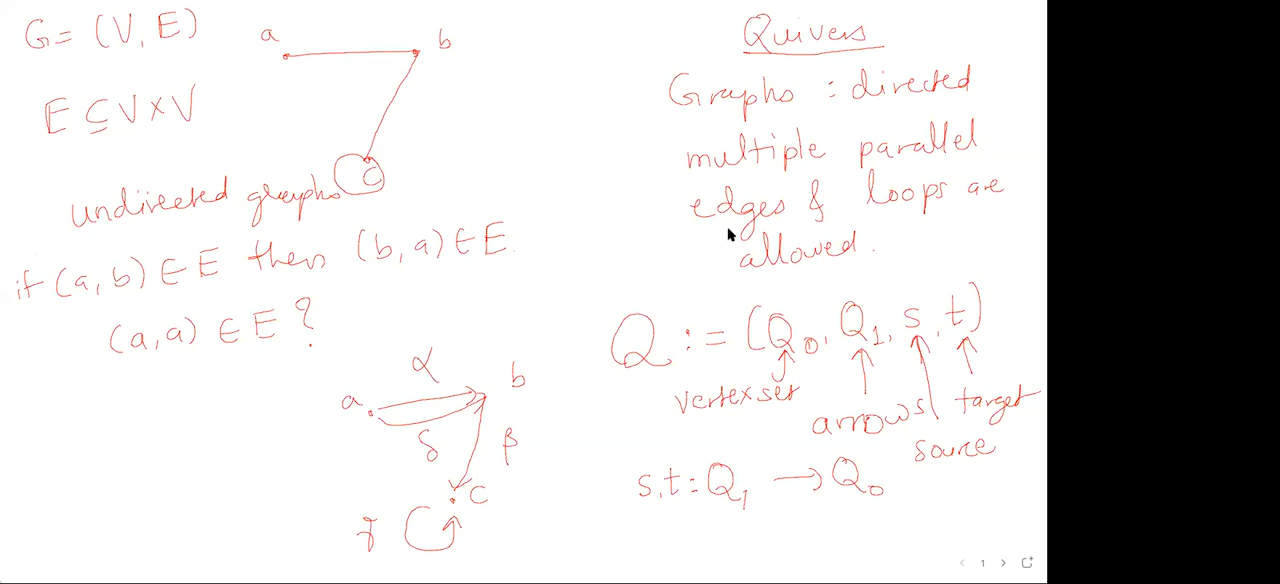 G = (V, E)
a
b
E ⊆ V × V
c
undirected graphs
if (a, b) ∈ E then (b, a) ∈ E.
(a, a) ∈ E ?
α
a
b
δ
β
c
γ
Quivers
Graphs : directed
multiple parallel
edges & loops are
allowed.
Q := (Q₀, Q₁, s, t)
vertex set
arrows
target
source
s, t : Q₁ → Q₀
1